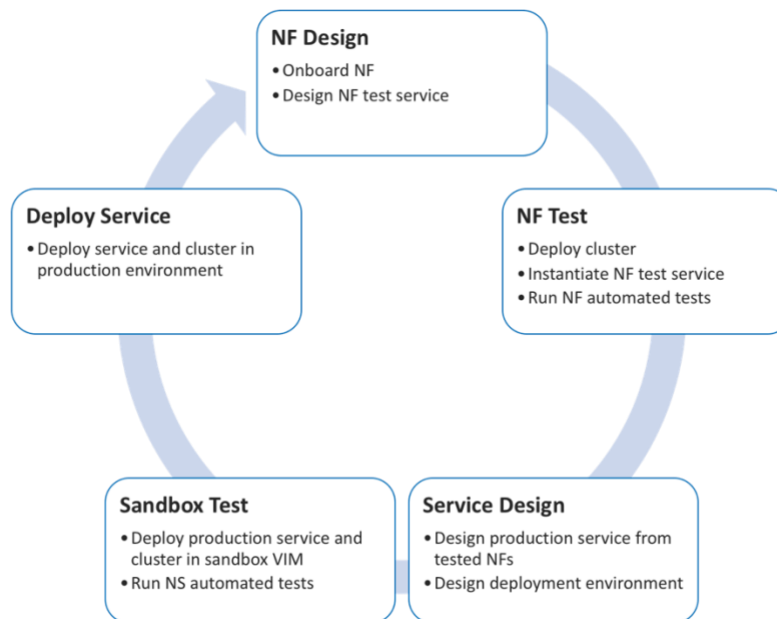 NF Design
• Onboard NF
• Design NF test service
NF Test
• Deploy cluster
• Instantiate NF test service
• Run NF automated tests
Service Design
• Design production service from
tested NFs
• Design deployment environment
Sandbox Test
• Deploy production service and
cluster in sandbox VIM
• Run NS automated tests
Deploy Service
• Deploy service and cluster in
production environment